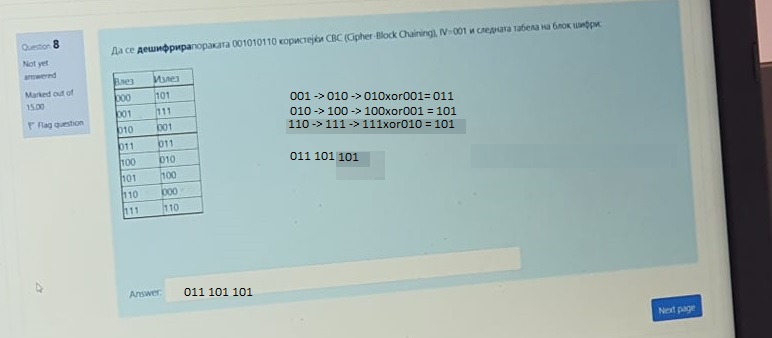 Question 8
Not yet
answered
Marked out of
15.00
Flag question
Да се дешифрирапораката 001010110 користејќи CBC (Cipher-Block Chaining), IV=001 и следната табела на блок шифри:
Влез Излез
000 101
001 111
010 001
011 011
100 010
101 100
110 000
111 110
001 -> 010 -> 010xor001= 011
010 -> 100 -> 100xor001 = 101
110 -> 111 -> 111xor010 = 101
011 101 101
Answer: 011 101 101
Next page